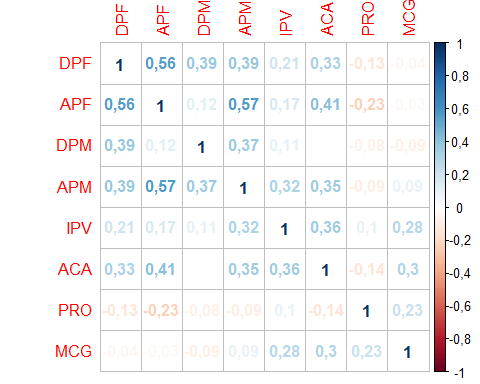 DPF APF DPM APM IPV ACA PRO MCG
DPF 1 0,56 0,39 0,39 0,21 0,33 -0,13 -0,04
APF 0,56 1 0,12 0,57 0,17 0,41 -0,23 -0,03
DPM 0,39 0,12 1 0,37 0,11 -0,08 -0,09
APM 0,39 0,57 0,37 1 0,32 0,35 -0,09 0,09
IPV 0,21 0,17 0,11 0,32 1 0,36 0,1 0,28
ACA 0,33 0,41 0,35 0,36 1 -0,14 0,3
PRO -0,13 -0,23 -0,08 -0,09 0,1 -0,14 1 0,23
MCG -0,04 -0,03 -0,09 0,09 0,28 0,3 0,23 1
1
0,8
0,6
0,4
0,2
0
-0,2
-0,4
-0,6
-0,8
-1